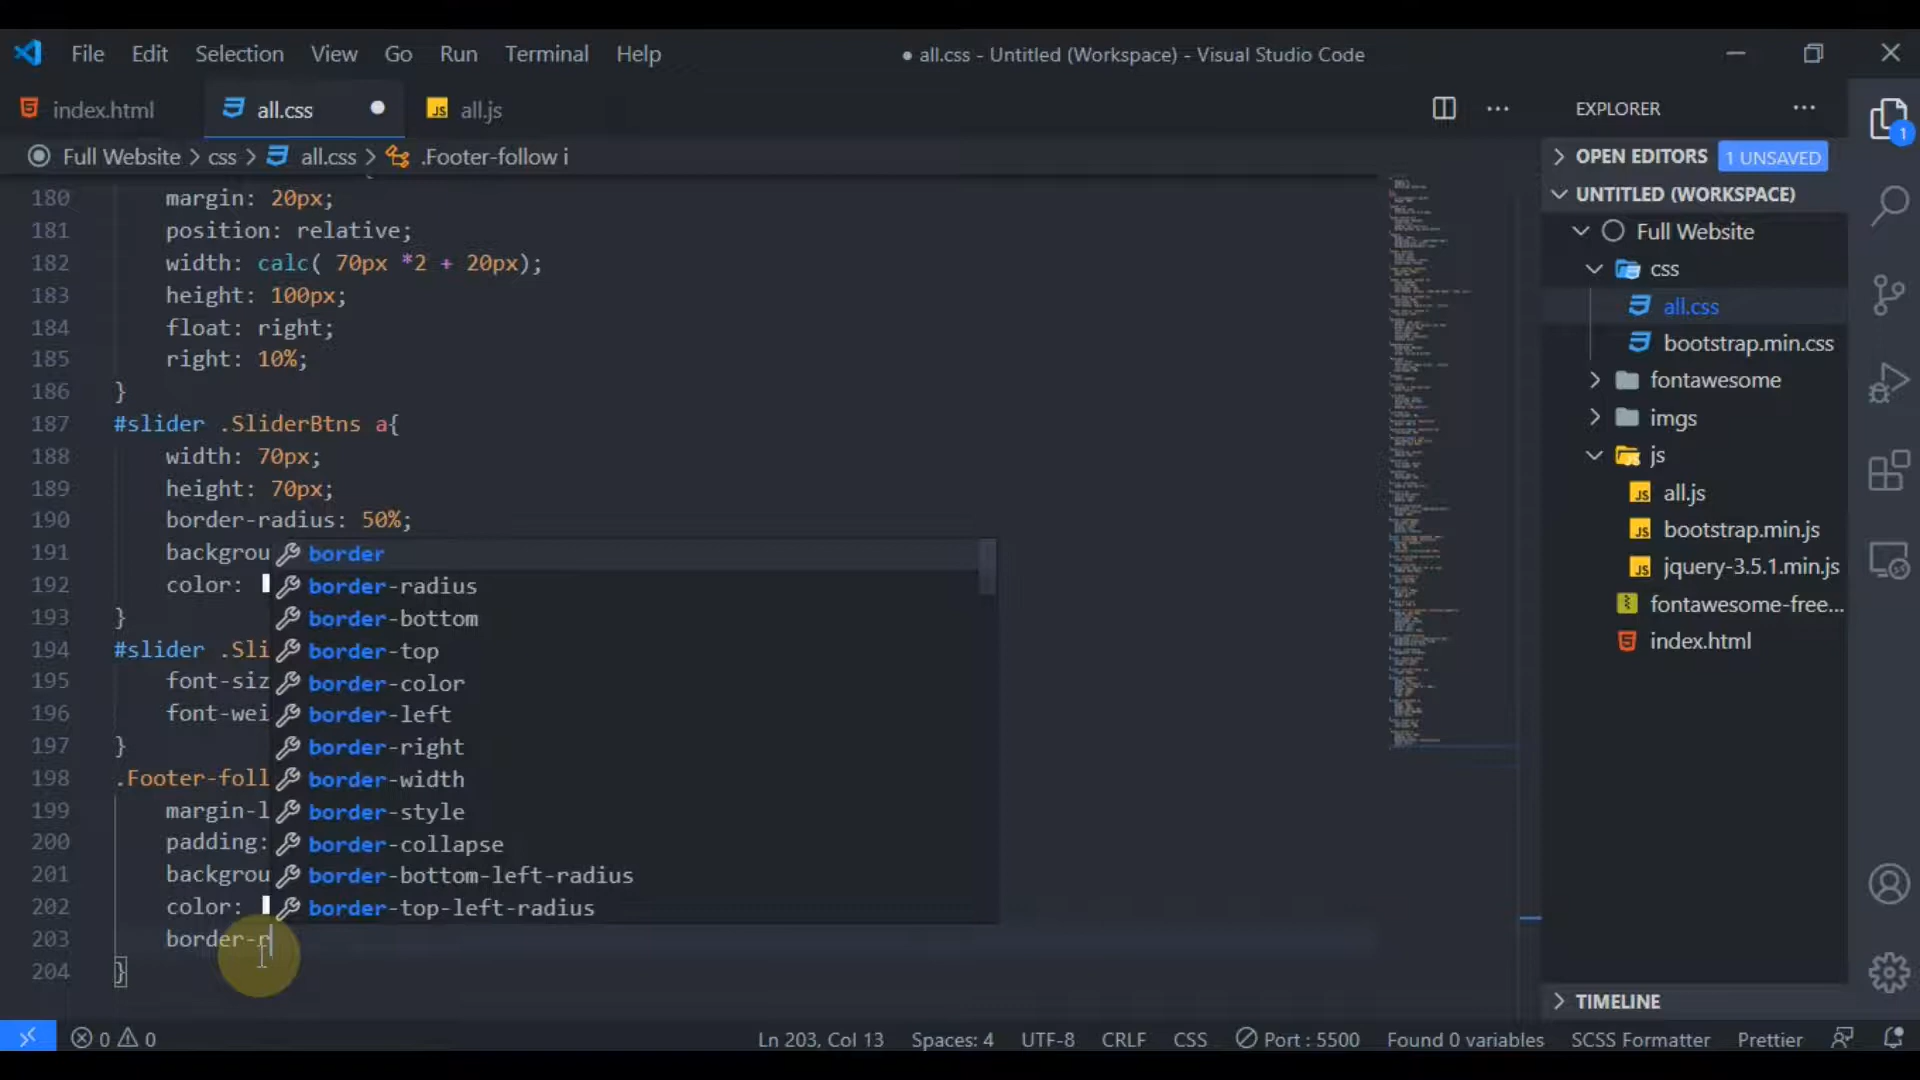 File Edit Selection View Go Run Terminal Help
● all.css - Untitled (Workspace) - Visual Studio Code
index.html
all.css
JS all.js
Full Website > css > all.css > .Footer-follow i
180 margin: 20px;
181 position: relative;
182 width: calc( 70px *2 + 20px);
183 height: 100px;
184 float: right;
185 right: 10%;
186 }
187 #slider .SliderBtns a{
188 width: 70px;
189 height: 70px;
190 border-radius: 50%;
191 backgrou
192 color:
193 }
194 #slider .Sli
195 font-siz
196 font-wei
197 }
198 .Footer-foll
199 margin-l
200 padding:
201 backgrou
202 color:
203 border-r
204 }
border
border-radius
border-bottom
border-top
border-color
border-left
border-right
border-width
border-style
border-collapse
border-bottom-left-radius
border-top-left-radius
EXPLORER
OPEN EDITORS 1 UNSAVED
UNTITLED (WORKSPACE)
Full Website
css
all.css
bootstrap.min.css
fontawesome
imgs
js
JS all.js
JS bootstrap.min.js
JS jquery-3.5.1.min.js
fontawesome-free...
index.html
TIMELINE
1
0 0 Ln 203, Col 13 Spaces: 4 UTF-8 CRLF CSS Port : 5500 Found 0 variables SCSS Formatter Prettier